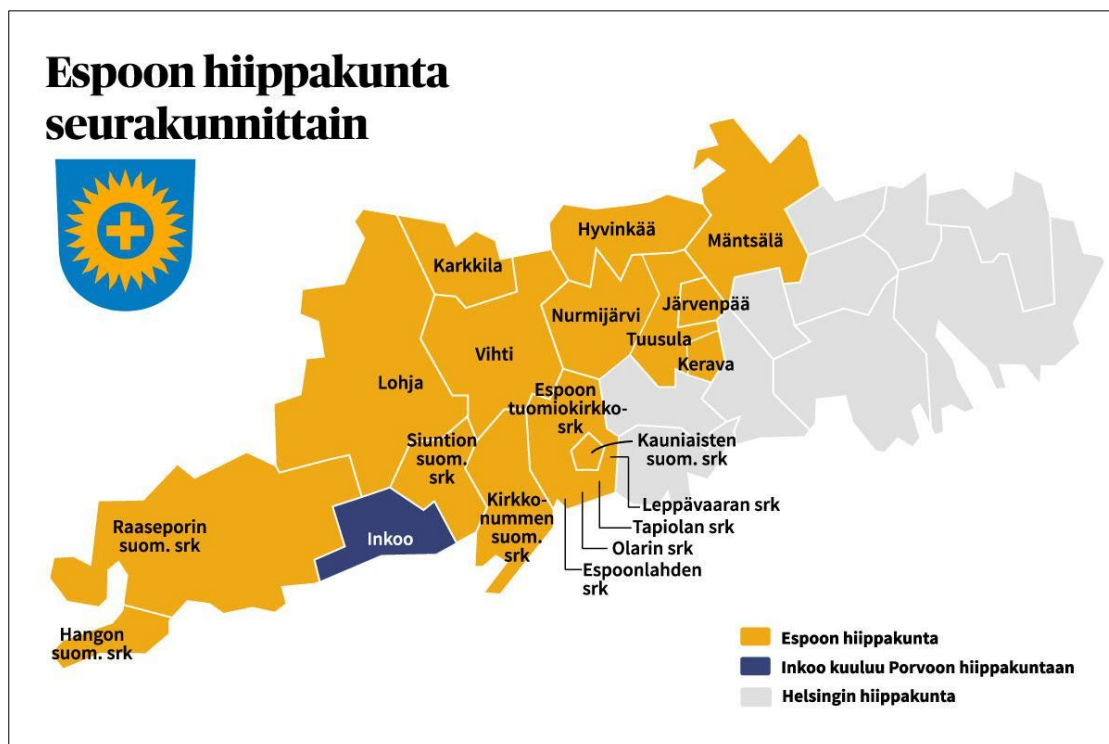 Espoon hiippakunta
seurakunnittain
Hyvinkää
Mäntsälä
Karkkila
Järvenpää
Nurmijärvi
Tuusula
Vihti
Kerava
Lohja
Espoon
tuomiokirkko-
srk
Siuntion
suom.
srk
Kauniaisten
suom. srk
Kirkko-
nummen
suom.
srk
Leppävaaran srk
Tapiolan srk
Olarin srk
Espoonlahden
srk
Raaseporin
suom. srk
Inkoo
Hangon
suom. srk
Espoon hiippakunta
Inkoo kuuluu Porvoon hiippakuntaan
Helsingin hiippakunta